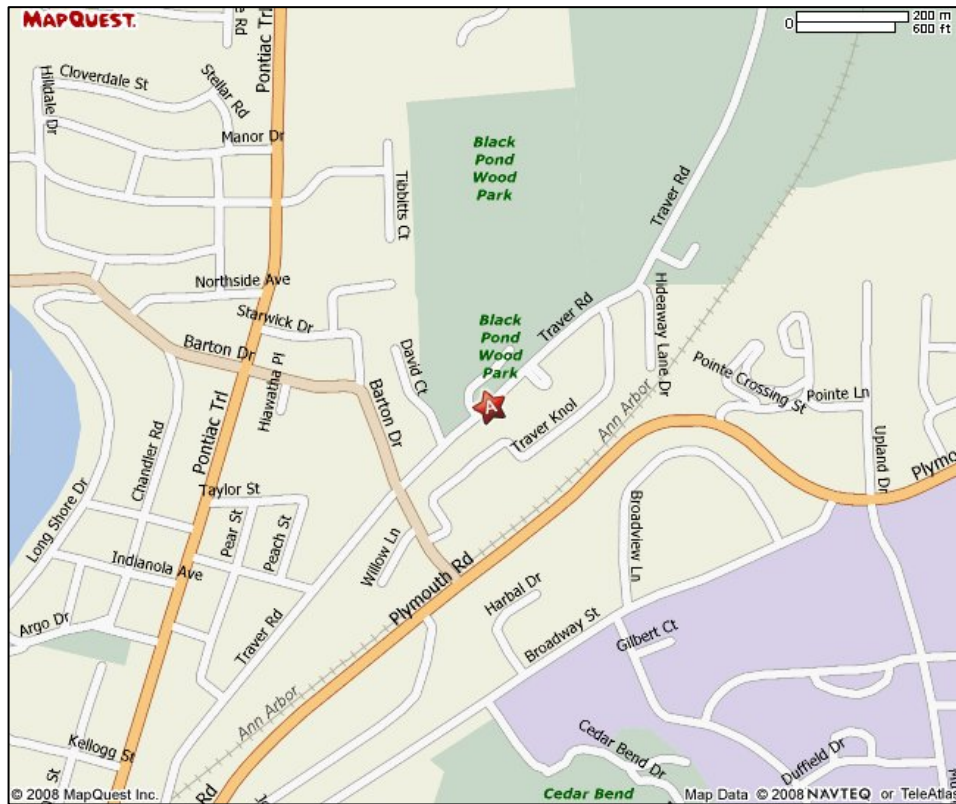 MAPQUEST.
0
200 m
600 ft
Cloverdale St
Stellar Rd
Hilldale Dr
Manor Dr
Pontiac Trl
Tibbitts Ct
Black
Pond
Wood
Park
Traver Rd
Northside Ave
Starwick Dr
Barton Dr
Hiawatha Pl
David Ct
Barton Dr
Black
Pond
Wood
Park
Traver Rd
Hideaway Lane Dr
A
Traver Knol
Ann Arbor
Pointe Crossing St
Pointe Ln
Upland Dr
Pontiac Trl
Chandler Rd
Long Shore Dr
Taylor St
Pear St
Peach St
Indianola Ave
Willow Ln
Plymouth Rd
Broadview Ln
Harbal Dr
Broadway St
Gilbert Ct
Argo Dr
Traver Rd
Ann Arbor
Kellogg St
St
Rd
Cedar Bend Dr
Duffield Dr
Cedar Bend
© 2008 MapQuest Inc.
Map Data © 2008 NAVTEQ or TeleAtlas